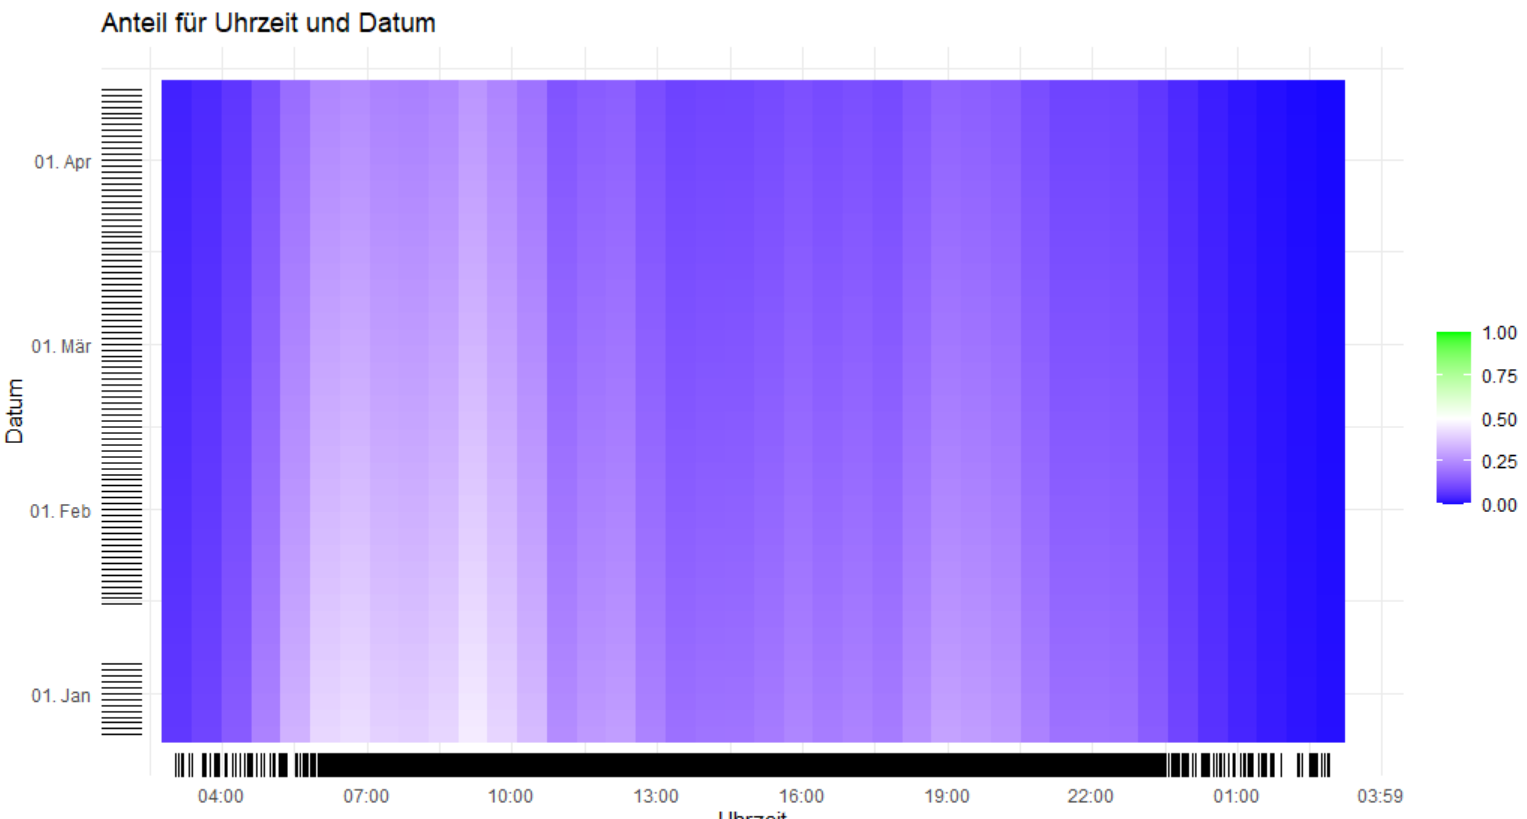 Anteil für Uhrzeit und Datum
01. Apr
01. Mär
01. Feb
01. Jan
Datum
04:00
07:00
10:00
13:00
16:00
19:00
22:00
01:00
03:59
Uhrzeit
1.00
0.75
0.50
0.25
0.00